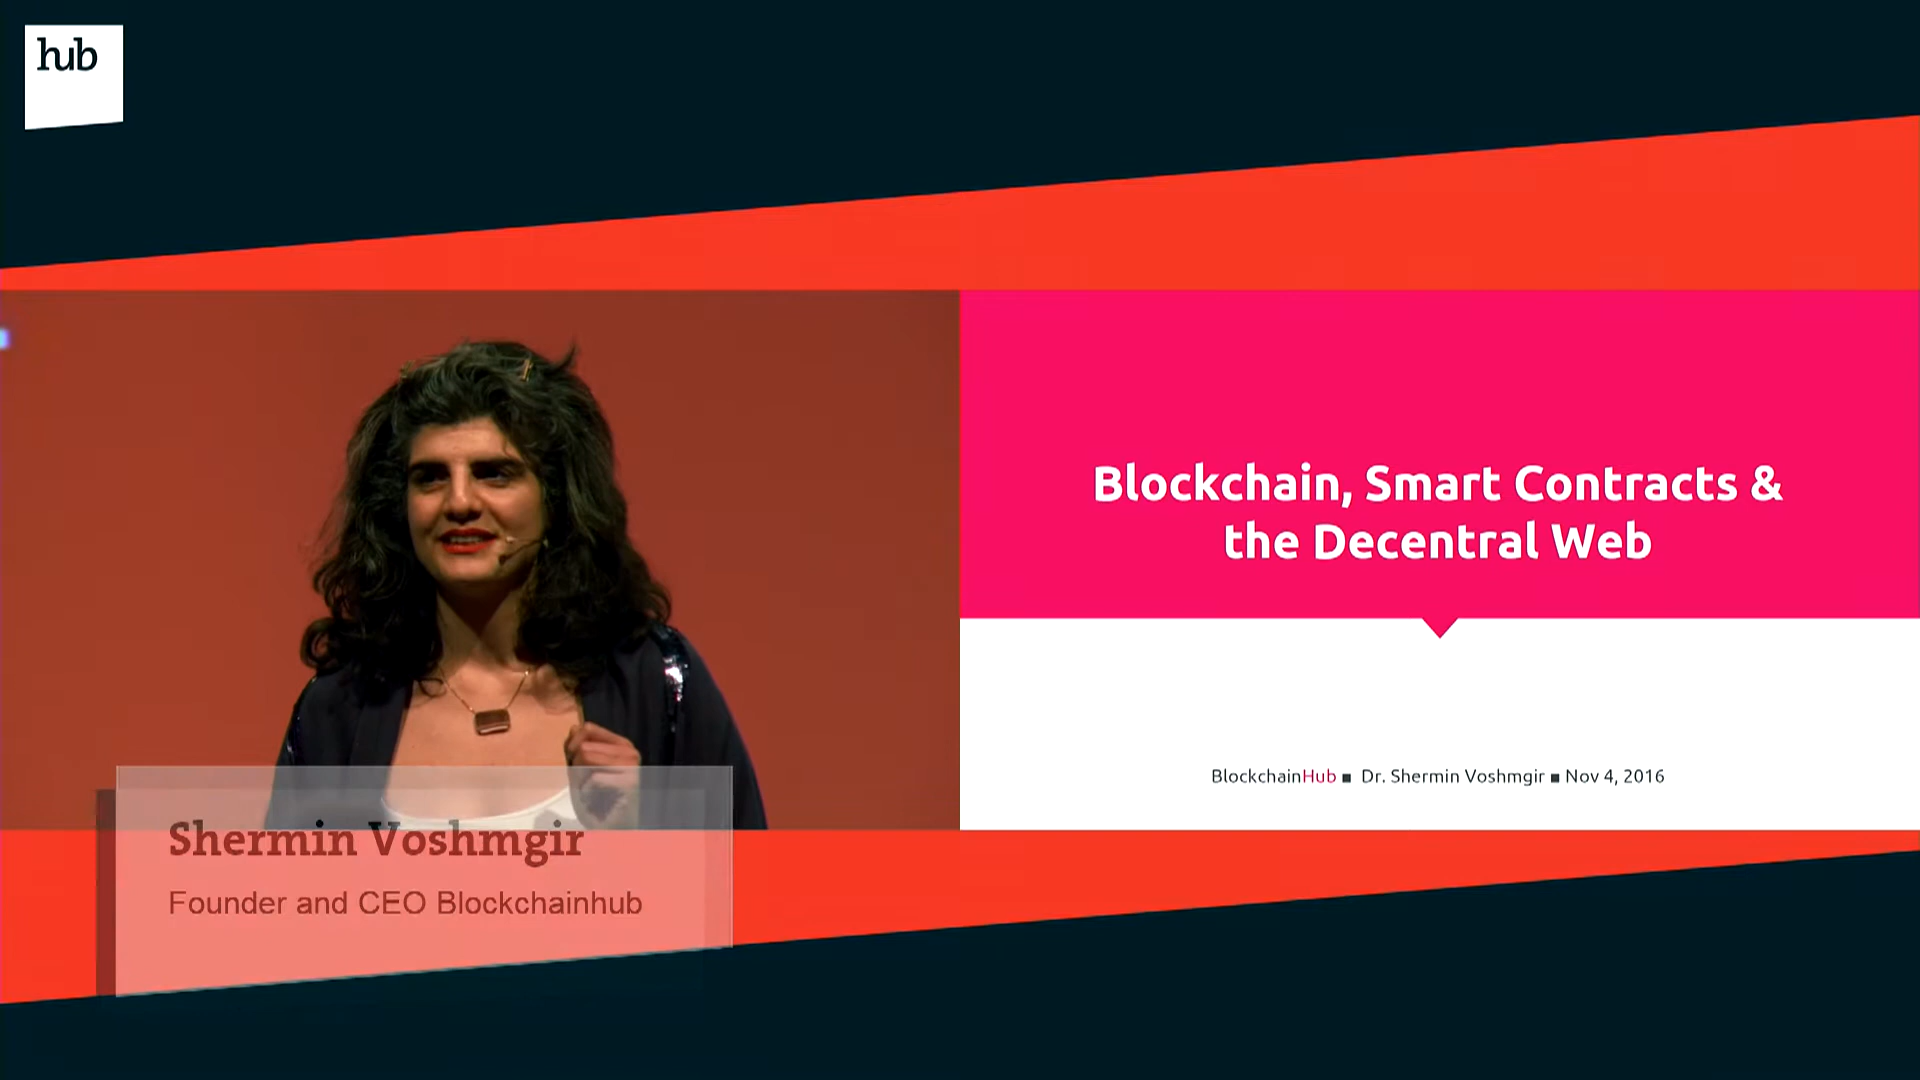 hub
Blockchain, Smart Contracts &
the Decentral Web
BlockchainHub ▪ Dr. Shermin Voshmgir ▪ Nov 4, 2016
Shermin Voshmgir
Founder and CEO Blockchainhub